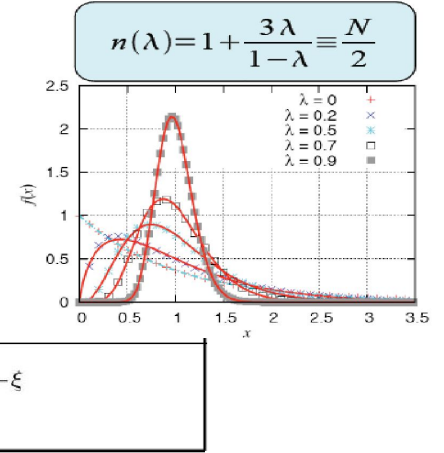 n(λ)=1+3λ/1−λ≡N/2
2.5
2
1.5
1
0.5
0
f(x)
λ = 0
λ = 0.2
λ = 0.5
λ = 0.7
λ = 0.9
0 0.5 1 1.5 2 2.5 3 3.5
x
−ξ